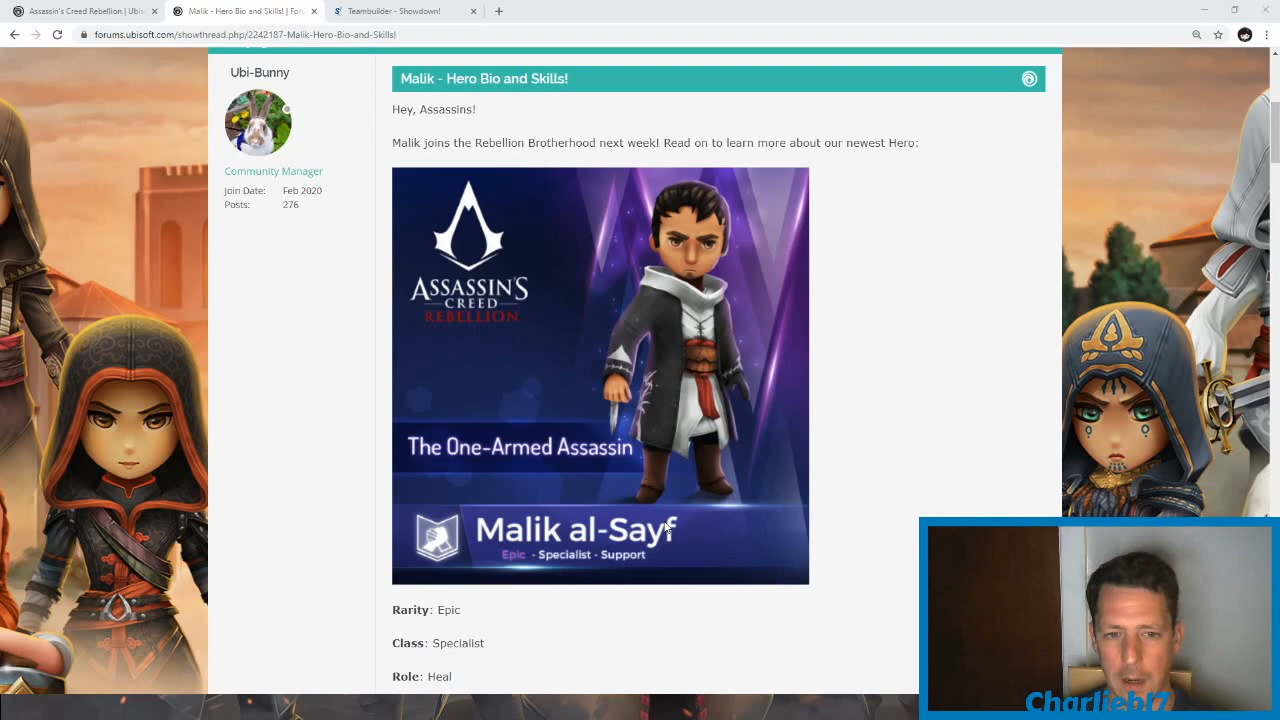 Assassin's Creed Rebellion | Ubis
Malik - Hero Bio and Skills! | Foru
Teambuilder - Showdown!
forums.ubisoft.com/showthread.php/2242187-Malik-Hero-Bio-and-Skills!
Ubi-Bunny
Community Manager
Join Date: Feb 2020
Posts: 276
Malik - Hero Bio and Skills!
Hey, Assassins!
Malik joins the Rebellion Brotherhood next week! Read on to learn more about our newest Hero:
ASSASSIN'S
CREED
REBELLION
The One-Armed Assassin
Malik al-Sayf
Epic - Specialist - Support
Rarity: Epic
Class: Specialist
Role: Heal
Charlieb17